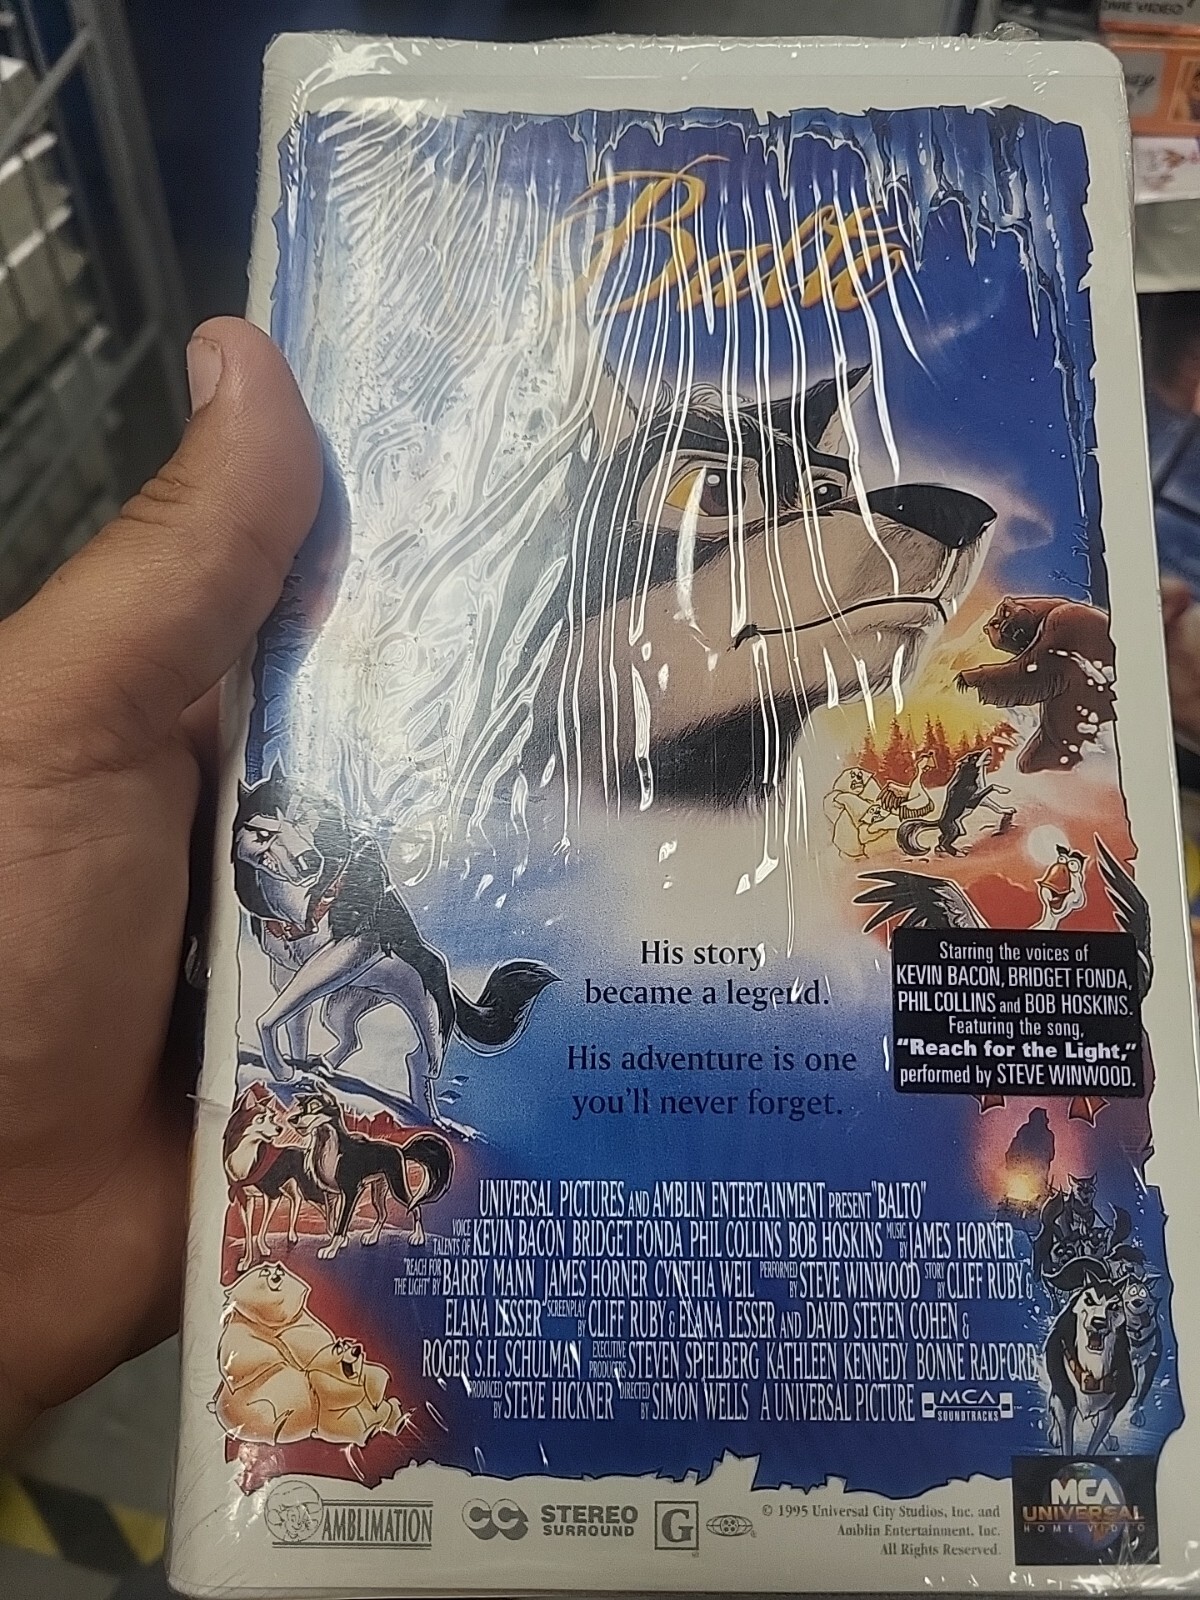 Balto
His story
became a legend.
His adventure is one
you'll never forget.
Starring the voices of
KEVIN BACON, BRIDGET FONDA,
PHIL COLLINS and BOB HOSKINS.
Featuring the song,
"Reach for the Light,"
performed by STEVE WINWOOD.
UNIVERSAL PICTURES AND AMBLIN ENTERTAINMENT PRESENT "BALTO"
VOICE TALENTS OF KEVIN BACON BRIDGET FONDA PHIL COLLINS BOB HOSKINS MUSIC BY JAMES HORNER
"REACH FOR THE LIGHT" BY BARRY MANN JAMES HORNER CYNTHIA WEIL PERFORMED BY STEVE WINWOOD STORY BY CLIFF RUBY &
ELANA LESSER SCREENPLAY BY CLIFF RUBY & ELANA LESSER AND DAVID STEVEN COHEN &
ROGER S.H. SCHULMAN EXECUTIVE PRODUCERS STEVEN SPIELBERG KATHLEEN KENNEDY BONNE RADFORD
PRODUCED BY STEVE HICKNER DIRECTED BY SIMON WELLS A UNIVERSAL PICTURE MCA SOUNDTRACKS
AMBLIMATION
CC STEREO
SURROUND
G
© 1995 Universal City Studios, Inc. and
Amblin Entertainment, Inc.
All Rights Reserved.
MCA
UNIVERSAL
HOME VIDEO